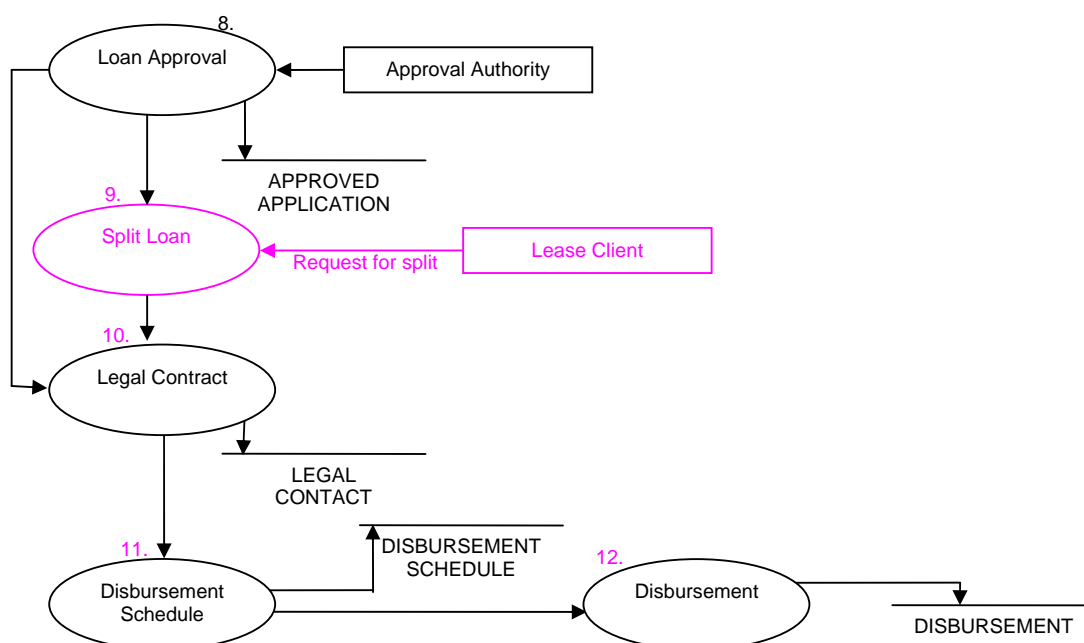 8.
Loan Approval
Approval Authority
APPROVED
APPLICATION
9.
Split Loan
Request for split
Lease Client
10.
Legal Contract
LEGAL
CONTACT
11.
DISBURSEMENT
SCHEDULE
12.
Disbursement
Schedule
Disbursement
DISBURSEMENT